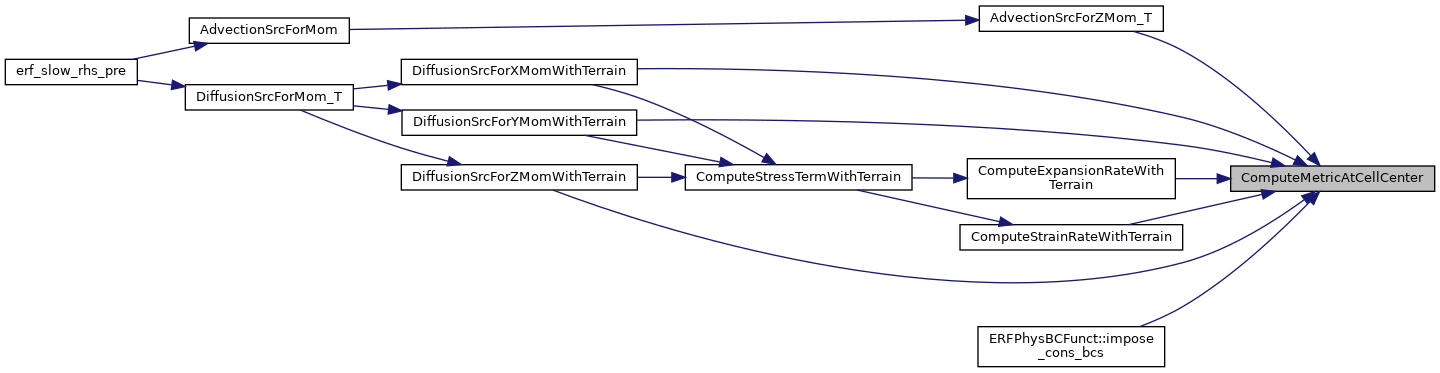 AdvectionSrcForZMom_T
AdvectionSrcForMom
erf_slow_rhs_pre
DiffusionSrcForXMomWithTerrain
DiffusionSrcForMom_T
DiffusionSrcForYMomWithTerrain
ComputeExpansionRateWith
Terrain
DiffusionSrcForZMomWithTerrain
ComputeStressTermWithTerrain
ComputeMetricAtCellCenter
ComputeStrainRateWithTerrain
ERFPhysBCFunct::impose
_cons_bcs